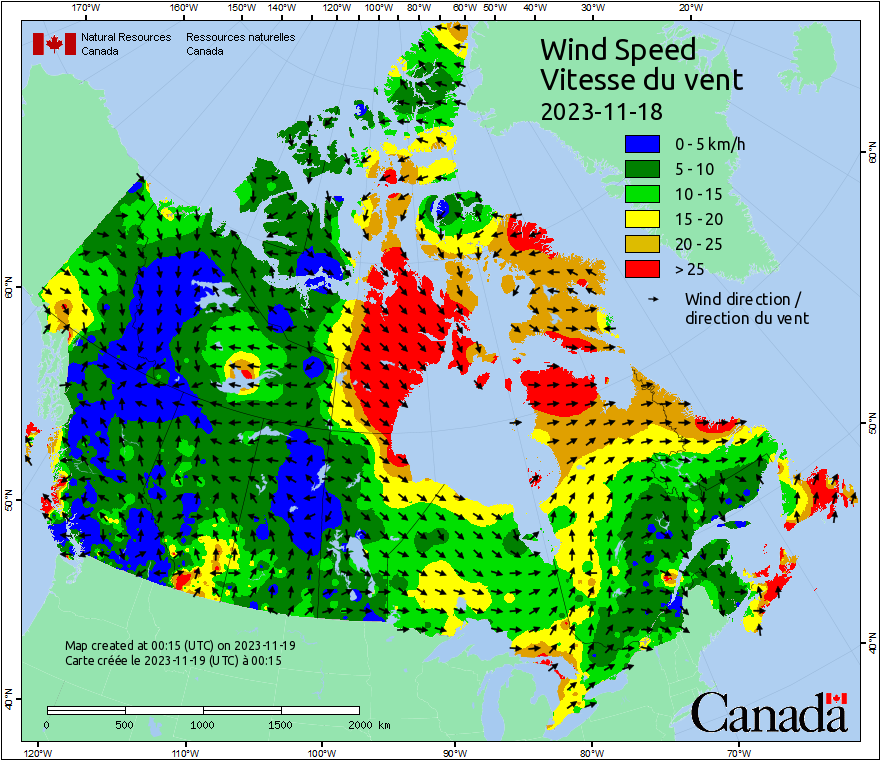 170°W 160°W 150°W 140°W 130°W 120°W 110°W 100°W 90°W 80°W 60°W 50°W 40°W 30°W 20°W
Natural Resources Canada
Ressources naturelles Canada
Wind Speed
Vitesse du vent
2023-11-18
0 - 5 km/h
5 - 10
10 - 15
15 - 20
20 - 25
> 25
Wind direction /
direction du vent
60°N
60°N
50°N
50°N
40°N
40°N
Map created at 00:15 (UTC) on 2023-11-19
Carte créée le 2023-11-19 (UTC) à 00:15
0 500 1000 1500 2000 km
Canada
120°W 110°W 100°W 90°W 80°W 70°W